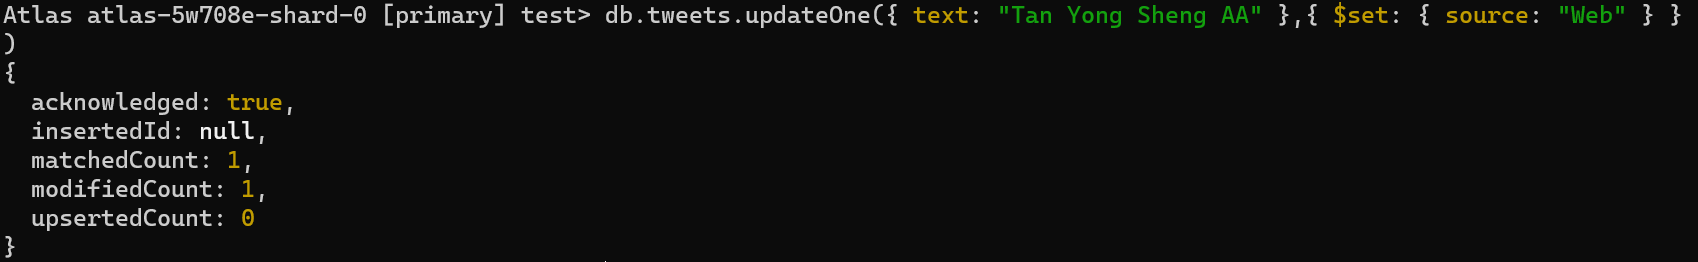 Atlas atlas-5w708e-shard-0 [primary] test> db.tweets.updateOne({ text: "Tan Yong Sheng AA" },{ $set: { source: "Web" } }
)
{
  acknowledged: true,
  insertedId: null,
  matchedCount: 1,
  modifiedCount: 1,
  upsertedCount: 0
}